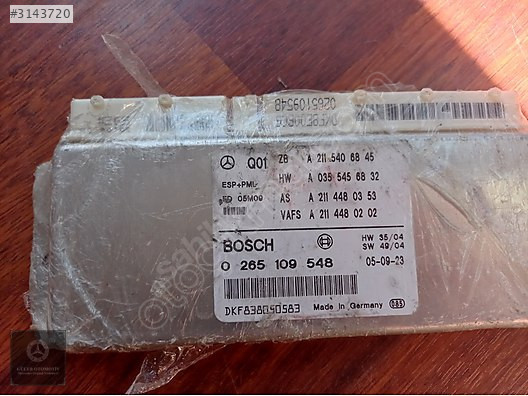 #3143720
0265109548
Q01 ZB A 211 540 68 45
HW A 035 545 68 32
ESP+PML
05M09 AS A 211 448 03 53
VAFS A 211 448 02 02
BOSCH HW 35/04
SW 49/04
0 265 109 548 05-09-23
DKF838050583 Made in Germany